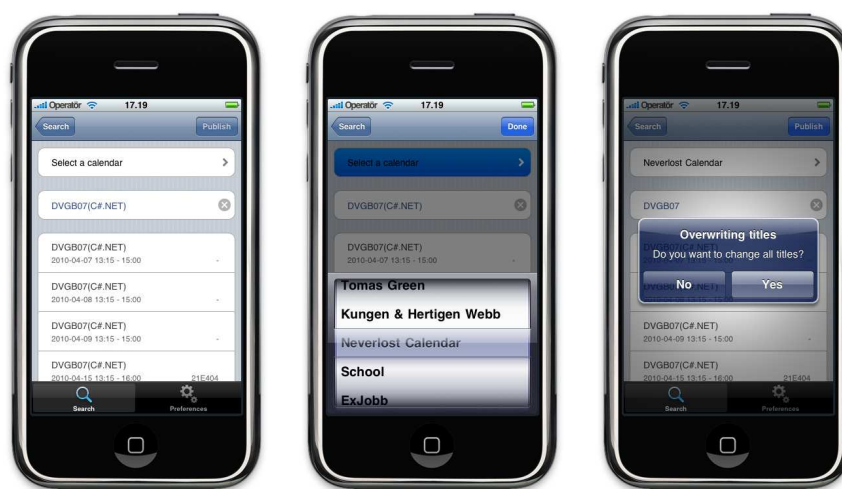 Operatör 17.19
Search Publish
Select a calendar
DVGB07(C#.NET)
DVGB07(C#.NET)
2010-04-07 13:15 - 15:00 -
DVGB07(C#.NET)
2010-04-08 13:15 - 15:00 -
DVGB07(C#.NET)
2010-04-09 13:15 - 15:00 -
DVGB07(C#.NET)
2010-04-15 13:15 - 16:00 21E404
Search Preferences
Operatör 17.19
Search Done
Select a calendar
DVGB07(C#.NET)
DVGB07(C#.NET)
2010-04-07 13:15 - 15:00 -
Tomas Green
Kungen & Hertigen Webb
Neverlost Calendar
School
ExJobb
Operatör 17.19
Search Publish
Neverlost Calendar
DVGB07
Overwriting titles
Do you want to change all titles?
No Yes
DVGB07(C#.NET)
2010-04-09 13:15 - 15:00 -
DVGB07(C#.NET)
2010-04-15 13:15 - 16:00 21E404
Search Preferences